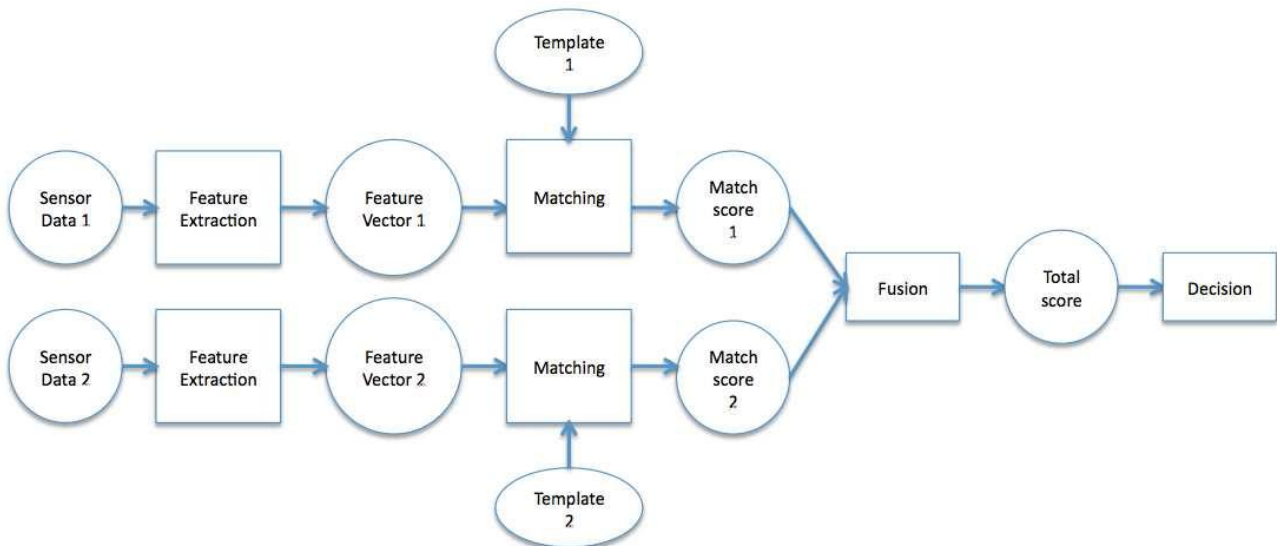 Template
1
Sensor
Data 1
Feature
Extraction
Feature
Vector 1
Matching
Match
score
1
Fusion
Total
score
Decision
Sensor
Data 2
Feature
Extraction
Feature
Vector 2
Matching
Match
score
2
Template
2